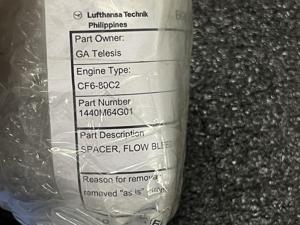 Lufthansa Technik
Philippines
Part Owner:
GA Telesis
Engine Type:
CF6-80C2
Part Number
1440M64G01
Part Description
SPACER, FLOW
Reason for
removed "as is"